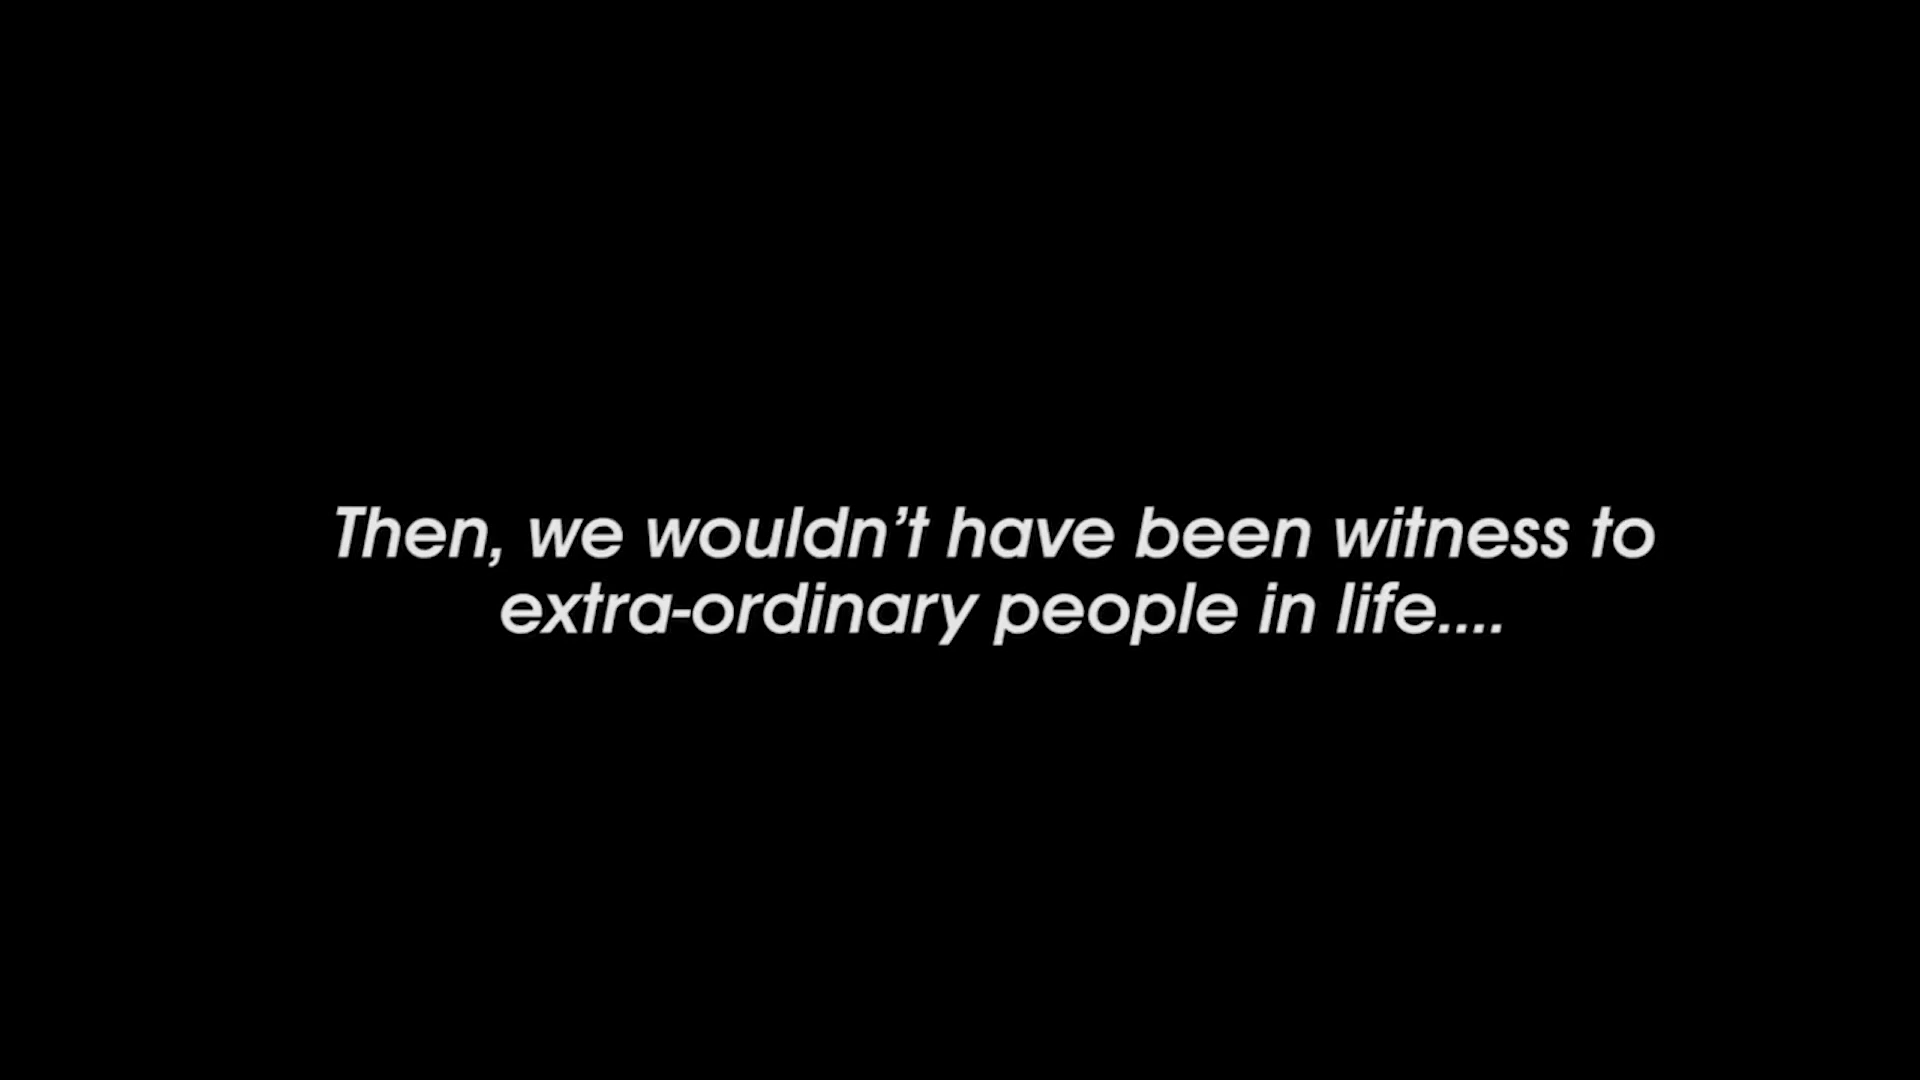 Then, we wouldn’t have been witness to
extra-ordinary people in life....